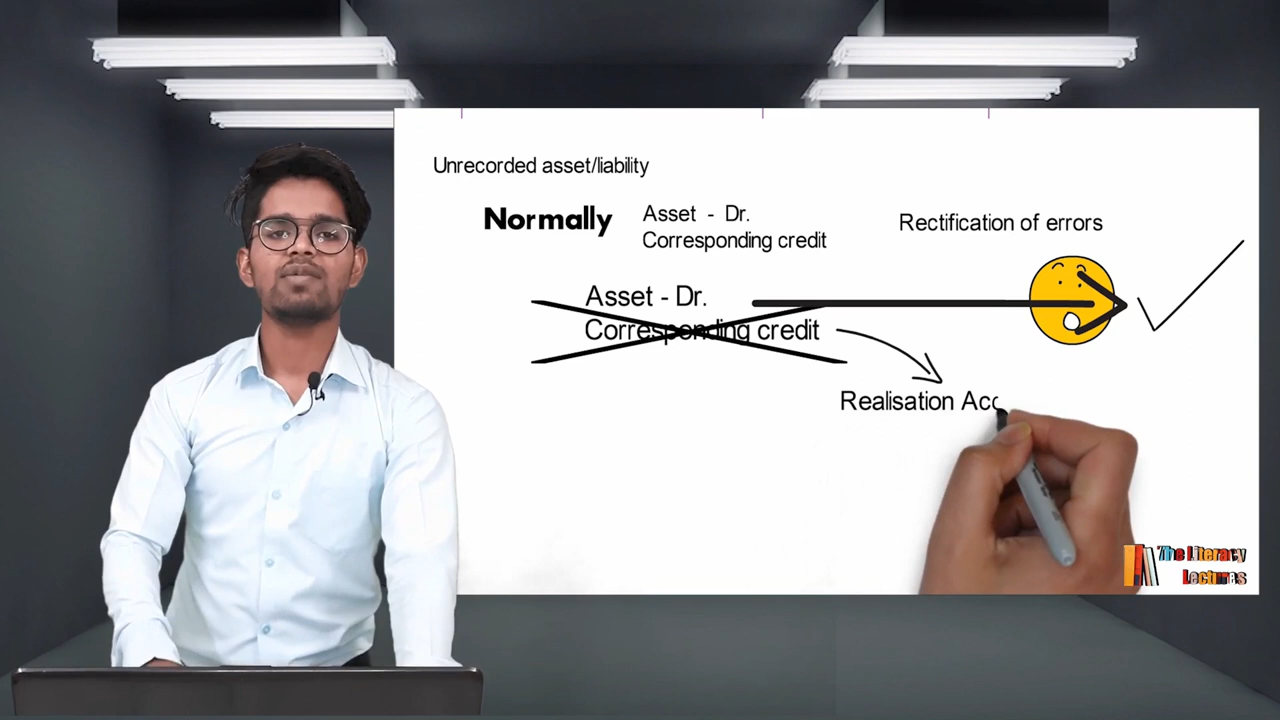 Unrecorded asset/liability
Normally
Asset - Dr.
Corresponding credit
Rectification of errors
Asset - Dr.
Corresponding credit
Realisation Acc
The Literacy
Lectures